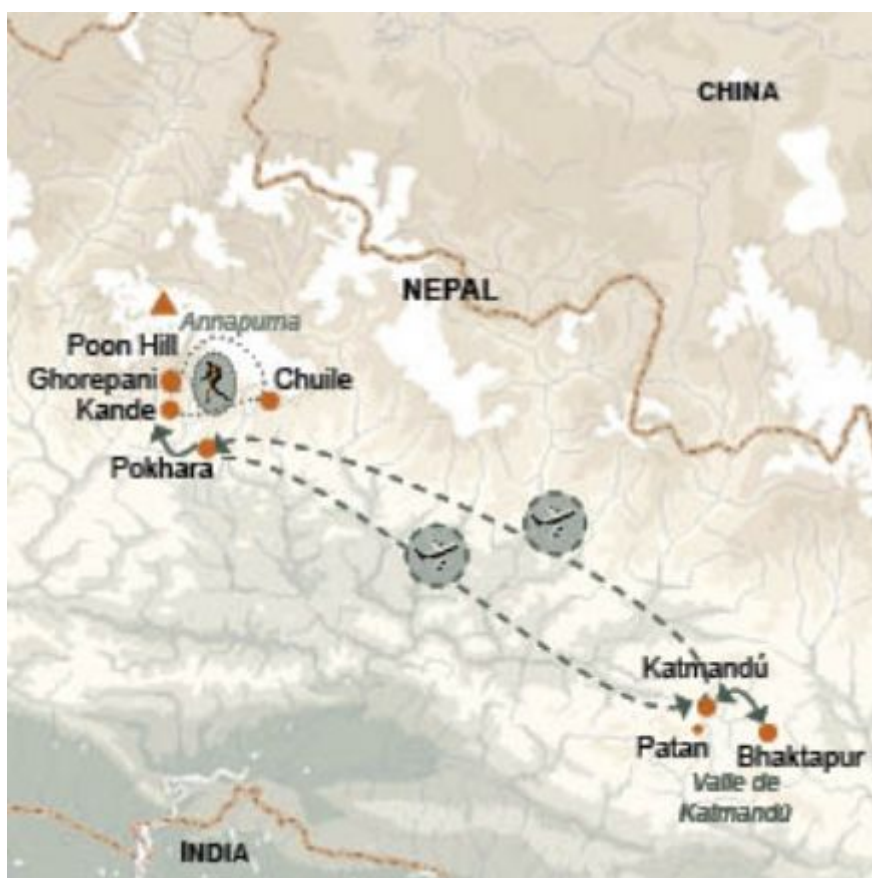 CHINA
NEPAL
Annapurna
Poon Hill
Ghorepani
Chuile
Kande
Pokhara
Katmandú
Patan
Bhaktapur
Valle de
Katmandú
INDIA